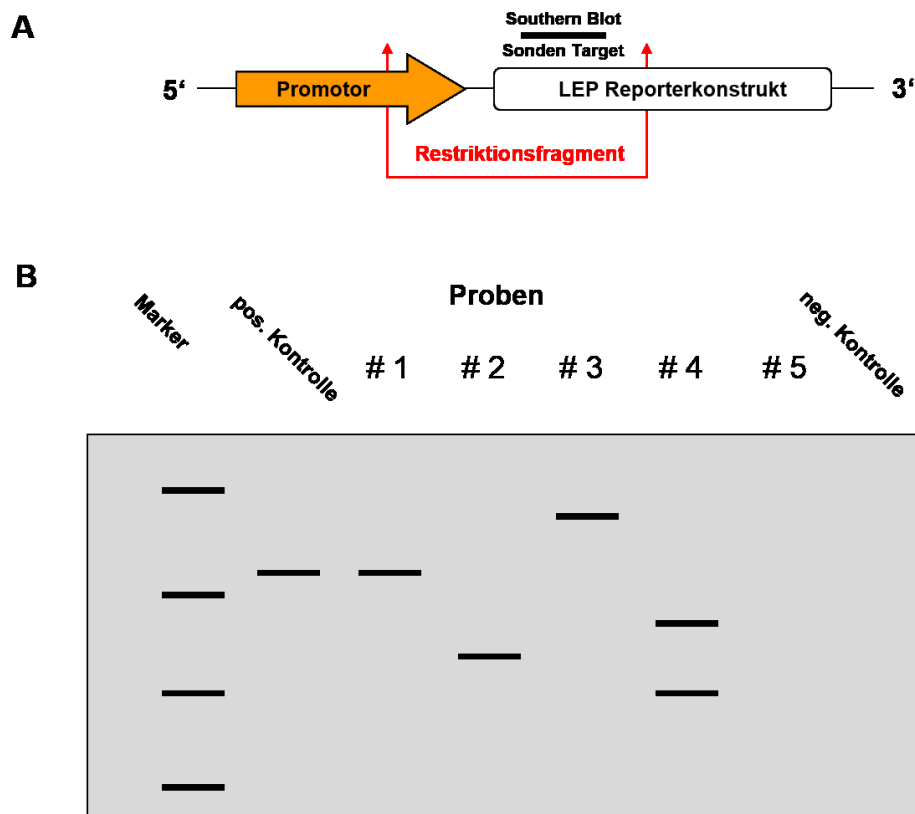 A
Southern Blot
Sonden Target
5‘
Promotor
LEP Reporterkonstrukt
3‘
Restriktionsfragment
B
Proben
Marker
pos. Kontrolle
# 1
# 2
# 3
# 4
# 5
neg. Kontrolle